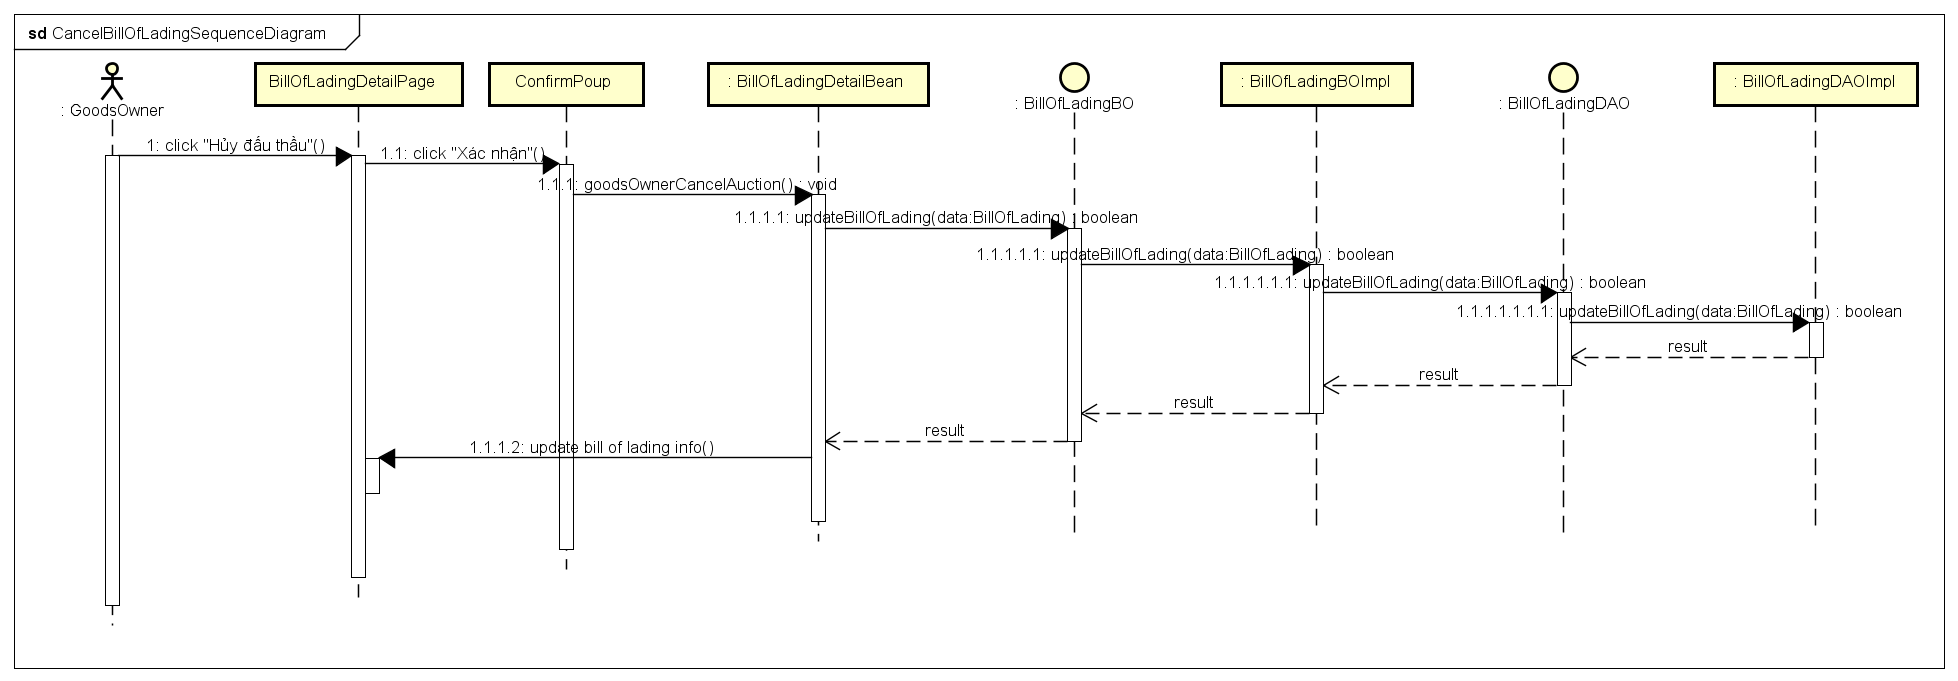 sd CancelBillOfLadingSequenceDiagram
: GoodsOwner
BillOfLadingDetailPage
ConfirmPoup
: BillOfLadingDetailBean
: BillOfLadingBO
: BillOfLadingBOImpl
: BillOfLadingDAO
: BillOfLadingDAOImpl
1: click "Hủy đấu thầu"()
1.1: click "Xác nhận"()
1.1.1: goodsOwnerCancelAuction() : void
1.1.1.1: updateBillOfLading(data:BillOfLading) : boolean
1.1.1.1.1: updateBillOfLading(data:BillOfLading) : boolean
1.1.1.1.1.1: updateBillOfLading(data:BillOfLading) : boolean
1.1.1.1.1.1.1: updateBillOfLading(data:BillOfLading) : boolean
result
result
result
result
1.1.1.2: update bill of lading info()